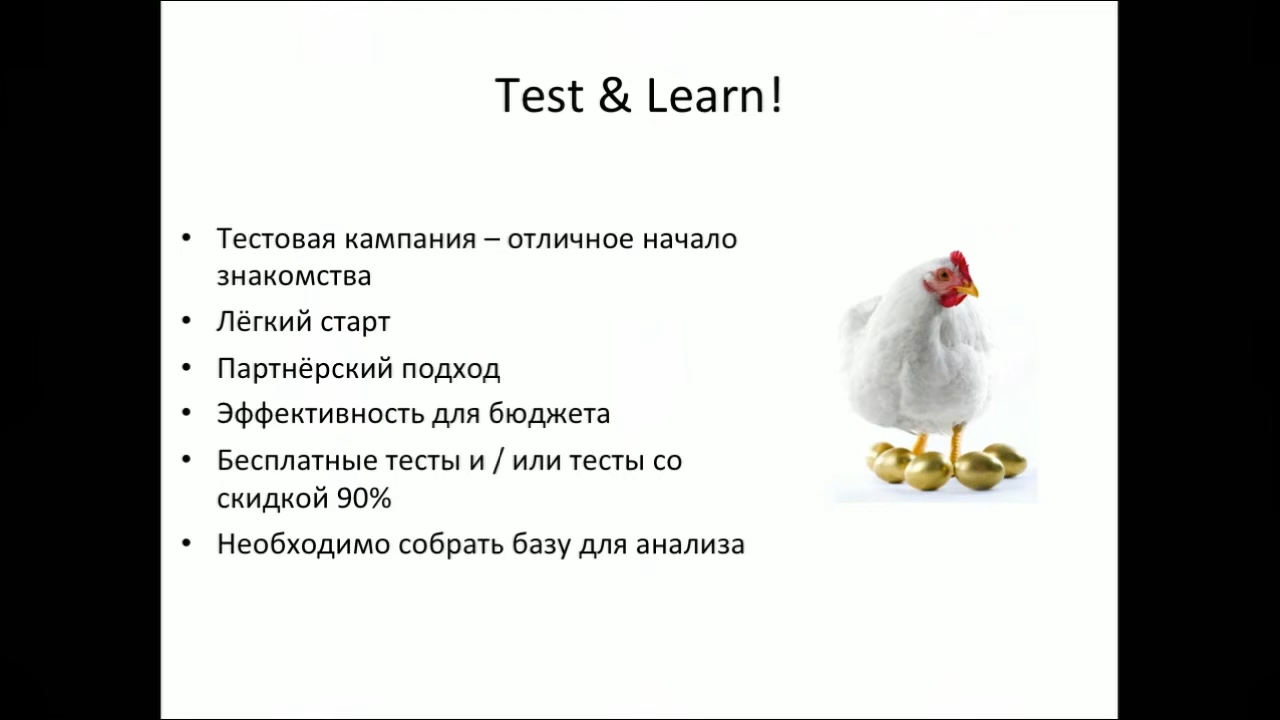 Test & Learn!
• Тестовая кампания – отличное начало
знакомства
• Лёгкий старт
• Партнёрский подход
• Эффективность для бюджета
• Бесплатные тесты и / или тесты со
скидкой 90%
• Необходимо собрать базу для анализа